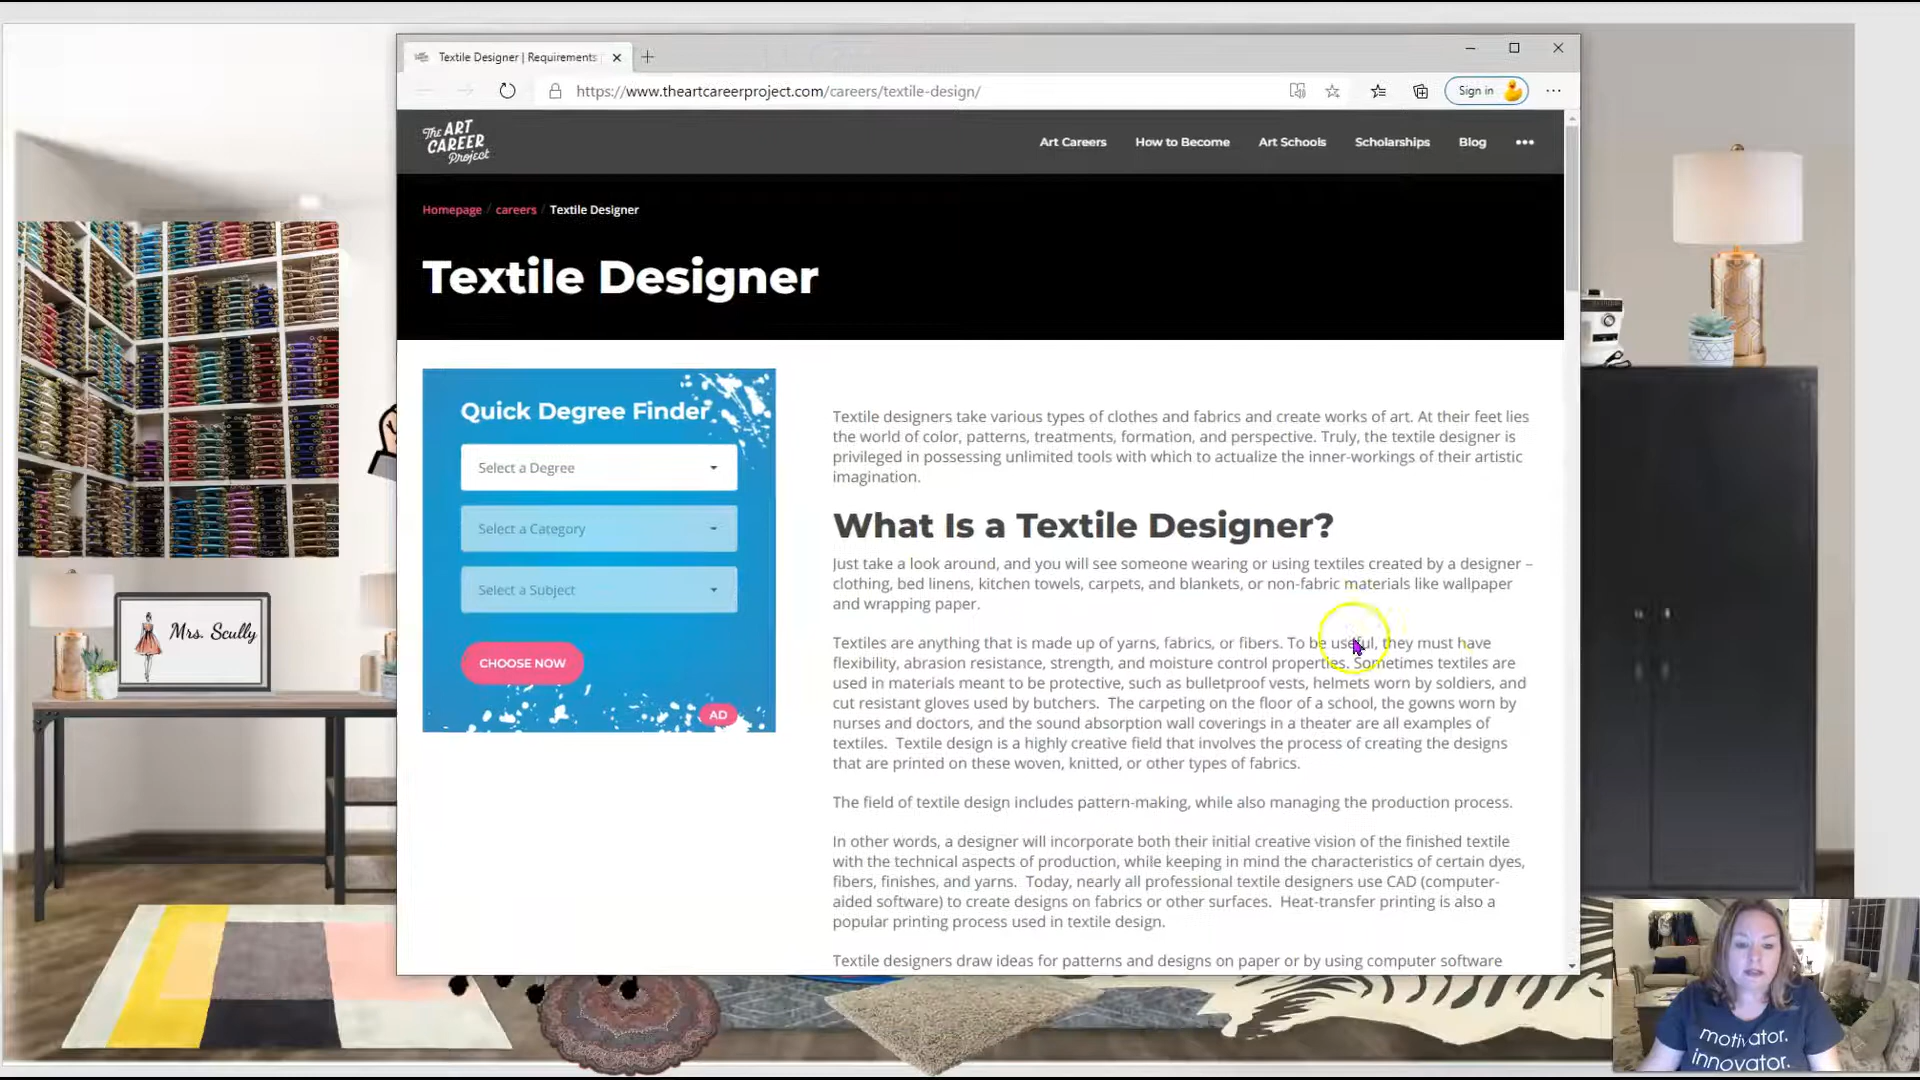 Textile Designer | Requirements
https://www.theartcareerproject.com/careers/textile-design/
Sign in
The ART CAREER Project
Art Careers
How to Become
Art Schools
Scholarships
Blog
Homepage / careers / Textile Designer
Textile Designer
Quick Degree Finder
Select a Degree
Select a Category
Select a Subject
CHOOSE NOW
AD
Textile designers take various types of clothes and fabrics and create works of art. At their feet lies
the world of color, patterns, treatments, formation, and perspective. Truly, the textile designer is
privileged in possessing unlimited tools with which to actualize the inner-workings of their artistic
imagination.
What Is a Textile Designer?
Just take a look around, and you will see someone wearing or using textiles created by a designer –
clothing, bed linens, kitchen towels, carpets, and blankets, or non-fabric materials like wallpaper
and wrapping paper.
Textiles are anything that is made up of yarns, fabrics, or fibers. To be useful, they must have
flexibility, abrasion resistance, strength, and moisture control properties. Sometimes textiles are
used in materials meant to be protective, such as bulletproof vests, helmets worn by soldiers, and
cut resistant gloves used by butchers. The carpeting on the floor of a school, the gowns worn by
nurses and doctors, and the sound absorption wall coverings in a theater are all examples of
textiles. Textile design is a highly creative field that involves the process of creating the designs
that are printed on these woven, knitted, or other types of fabrics.
The field of textile design includes pattern-making, while also managing the production process.
In other words, a designer will incorporate both their initial creative vision of the finished textile
with the technical aspects of production, while keeping in mind the characteristics of certain dyes,
fibers, finishes, and yarns. Today, nearly all professional textile designers use CAD (computer-
aided software) to create designs on fabrics or other surfaces. Heat-transfer printing is also a
popular printing process used in textile design.
Textile designers draw ideas for patterns and designs on paper or by using computer software
Mrs. Scully
motivator.
innovator.